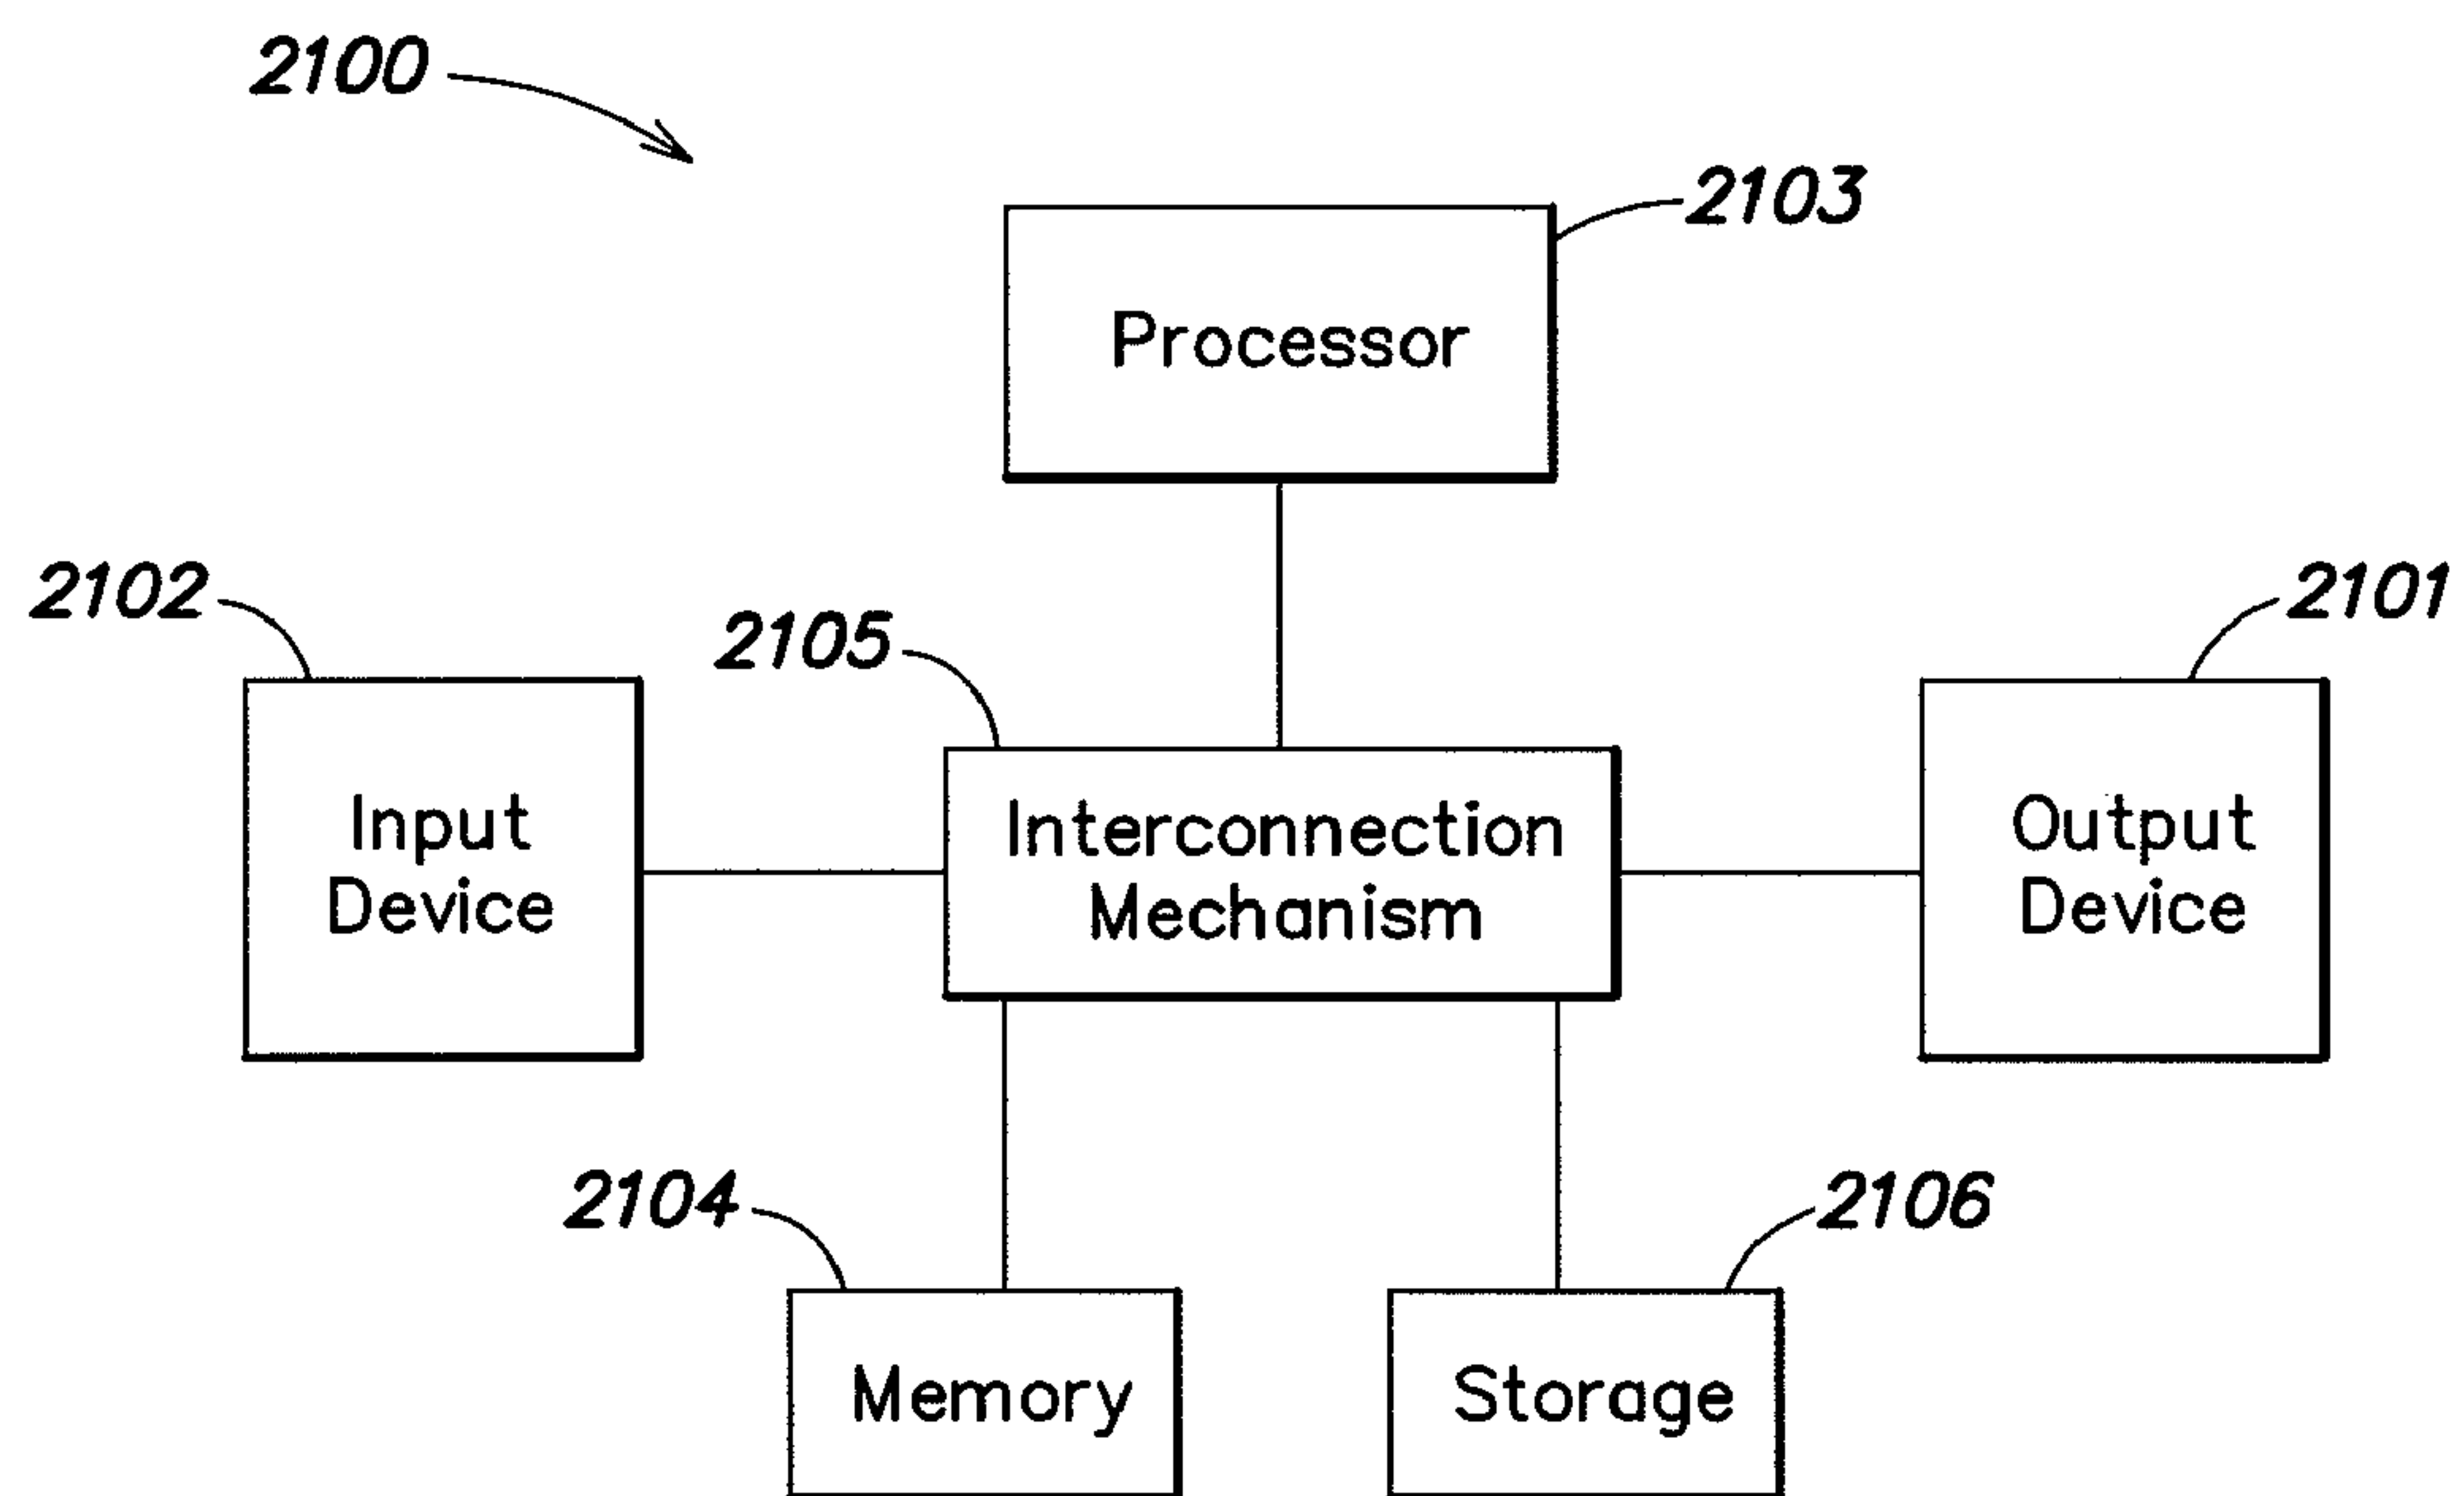 2100
2103
Processor
2102
2105
2101
Input
Device
Interconnection
Mechanism
Output
Device
2104
2106
Memory
Storage